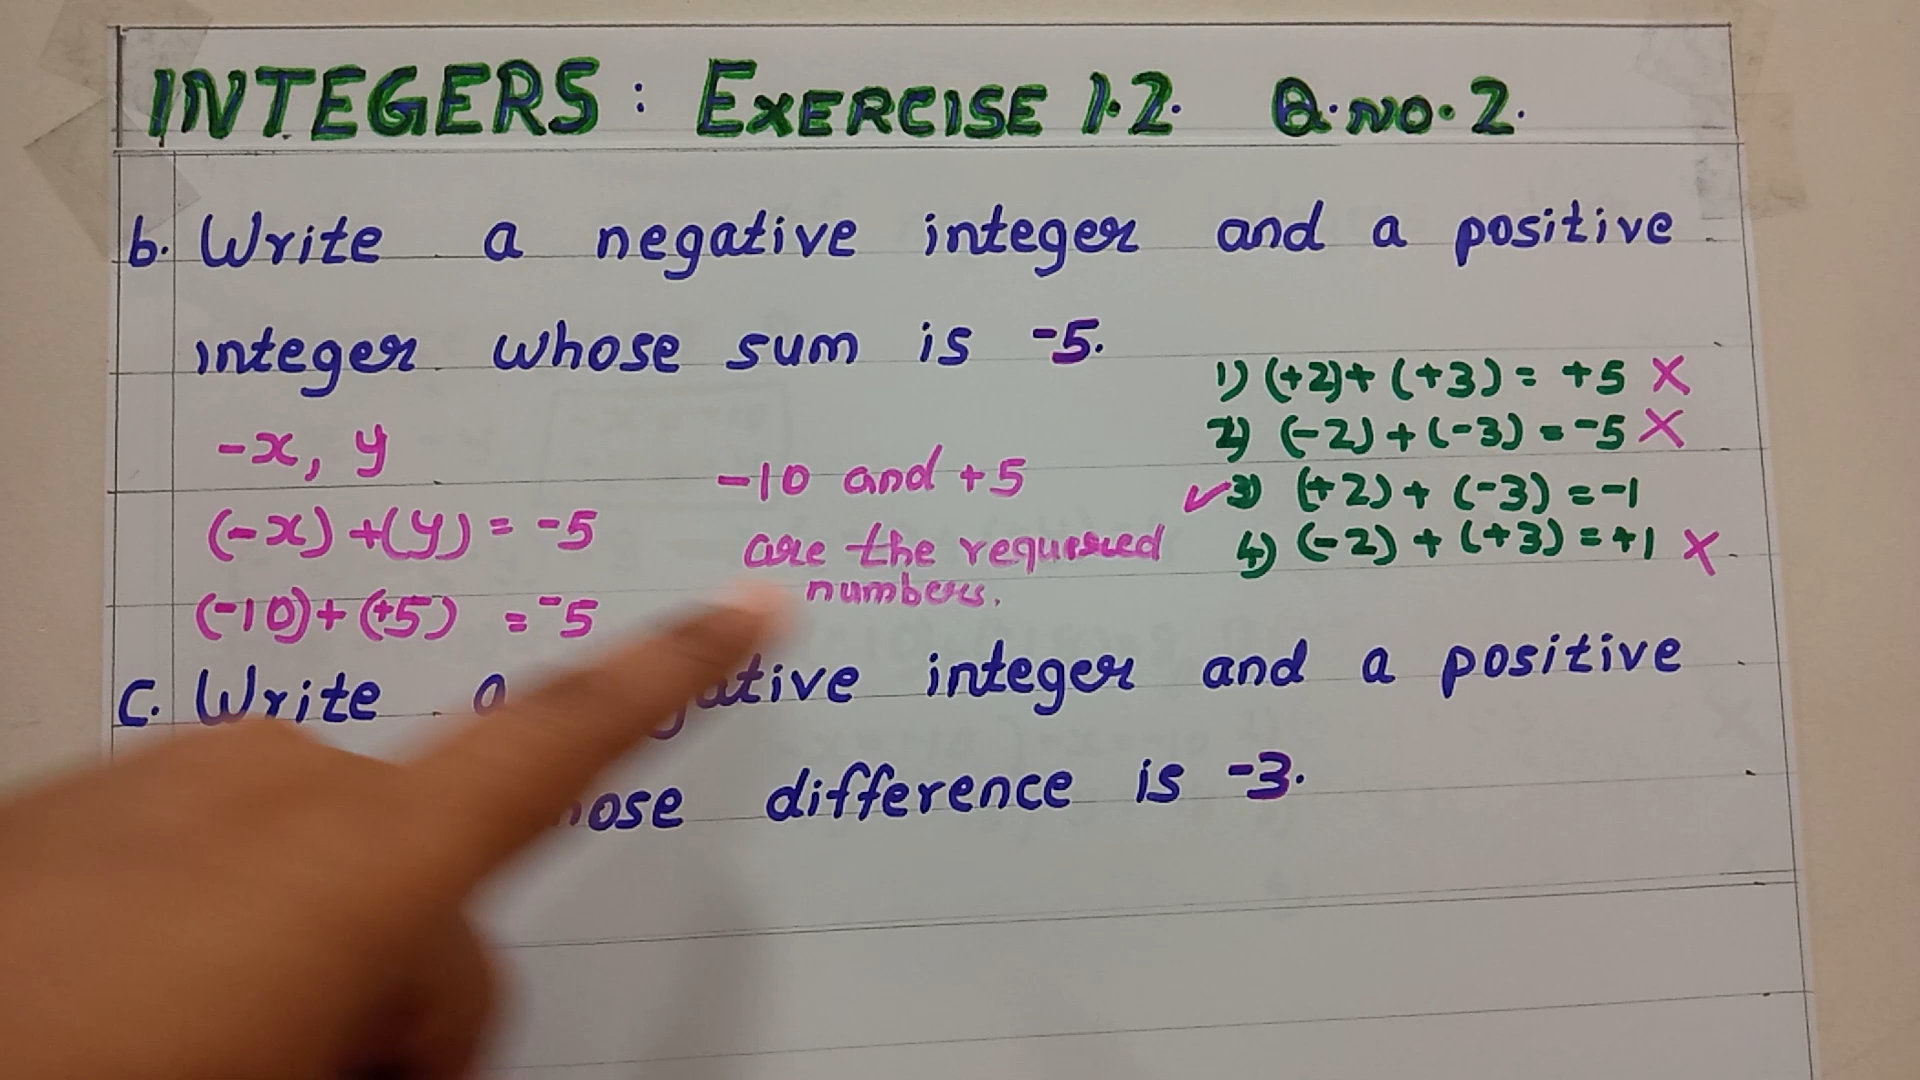 INTEGERS: EXERCISE 1.2. Q.NO.2.
b. Write a negative integer and a positive
integer whose sum is -5.
-x, y
(-x)+(y) = -5
(-10)+(+5) = -5
-10 and +5
are the required
numbers.
1) (+2)+(+3) = +5 X
2) (-2)+(-3) = -5 X
✓3) (+2)+(-3) = -1
4) (-2)+(+3) = +1 X
c. Write a integer and a positive
difference is -3.